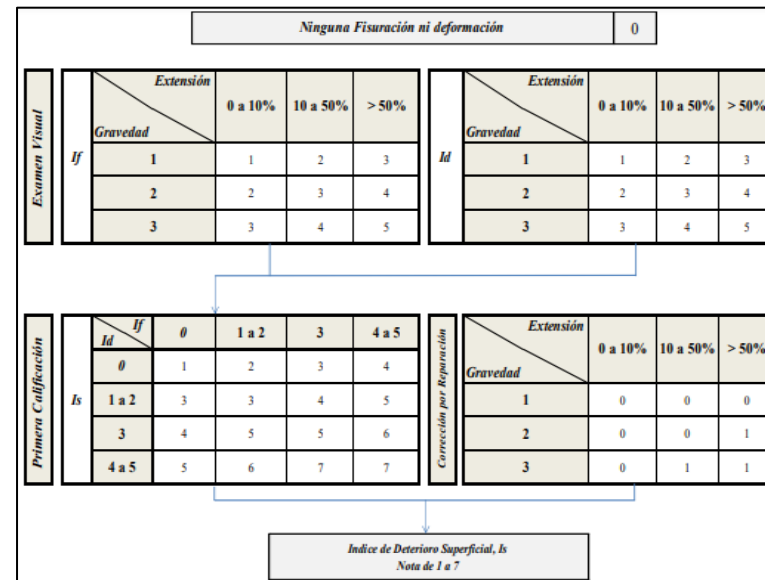 Ninguna Fisuración ni deformación 0
Examen Visual
If
Extensión
Gravedad
0 a 10% 10 a 50% > 50%
1 1 2 3
2 2 3 4
3 3 4 5
Id
Extensión
Gravedad
0 a 10% 10 a 50% > 50%
1 1 2 3
2 2 3 4
3 3 4 5
Primera Calificación
Is
If
Id
0 1 a 2 3 4 a 5
0 1 2 3 4
1 a 2 3 3 4 5
3 4 5 5 6
4 a 5 5 6 7 7
Corrección por Reparación
Extensión
Gravedad
0 a 10% 10 a 50% > 50%
1 0 0 0
2 0 0 1
3 0 1 1
Indice de Deterioro Superficial, Is
Nota de 1 a 7